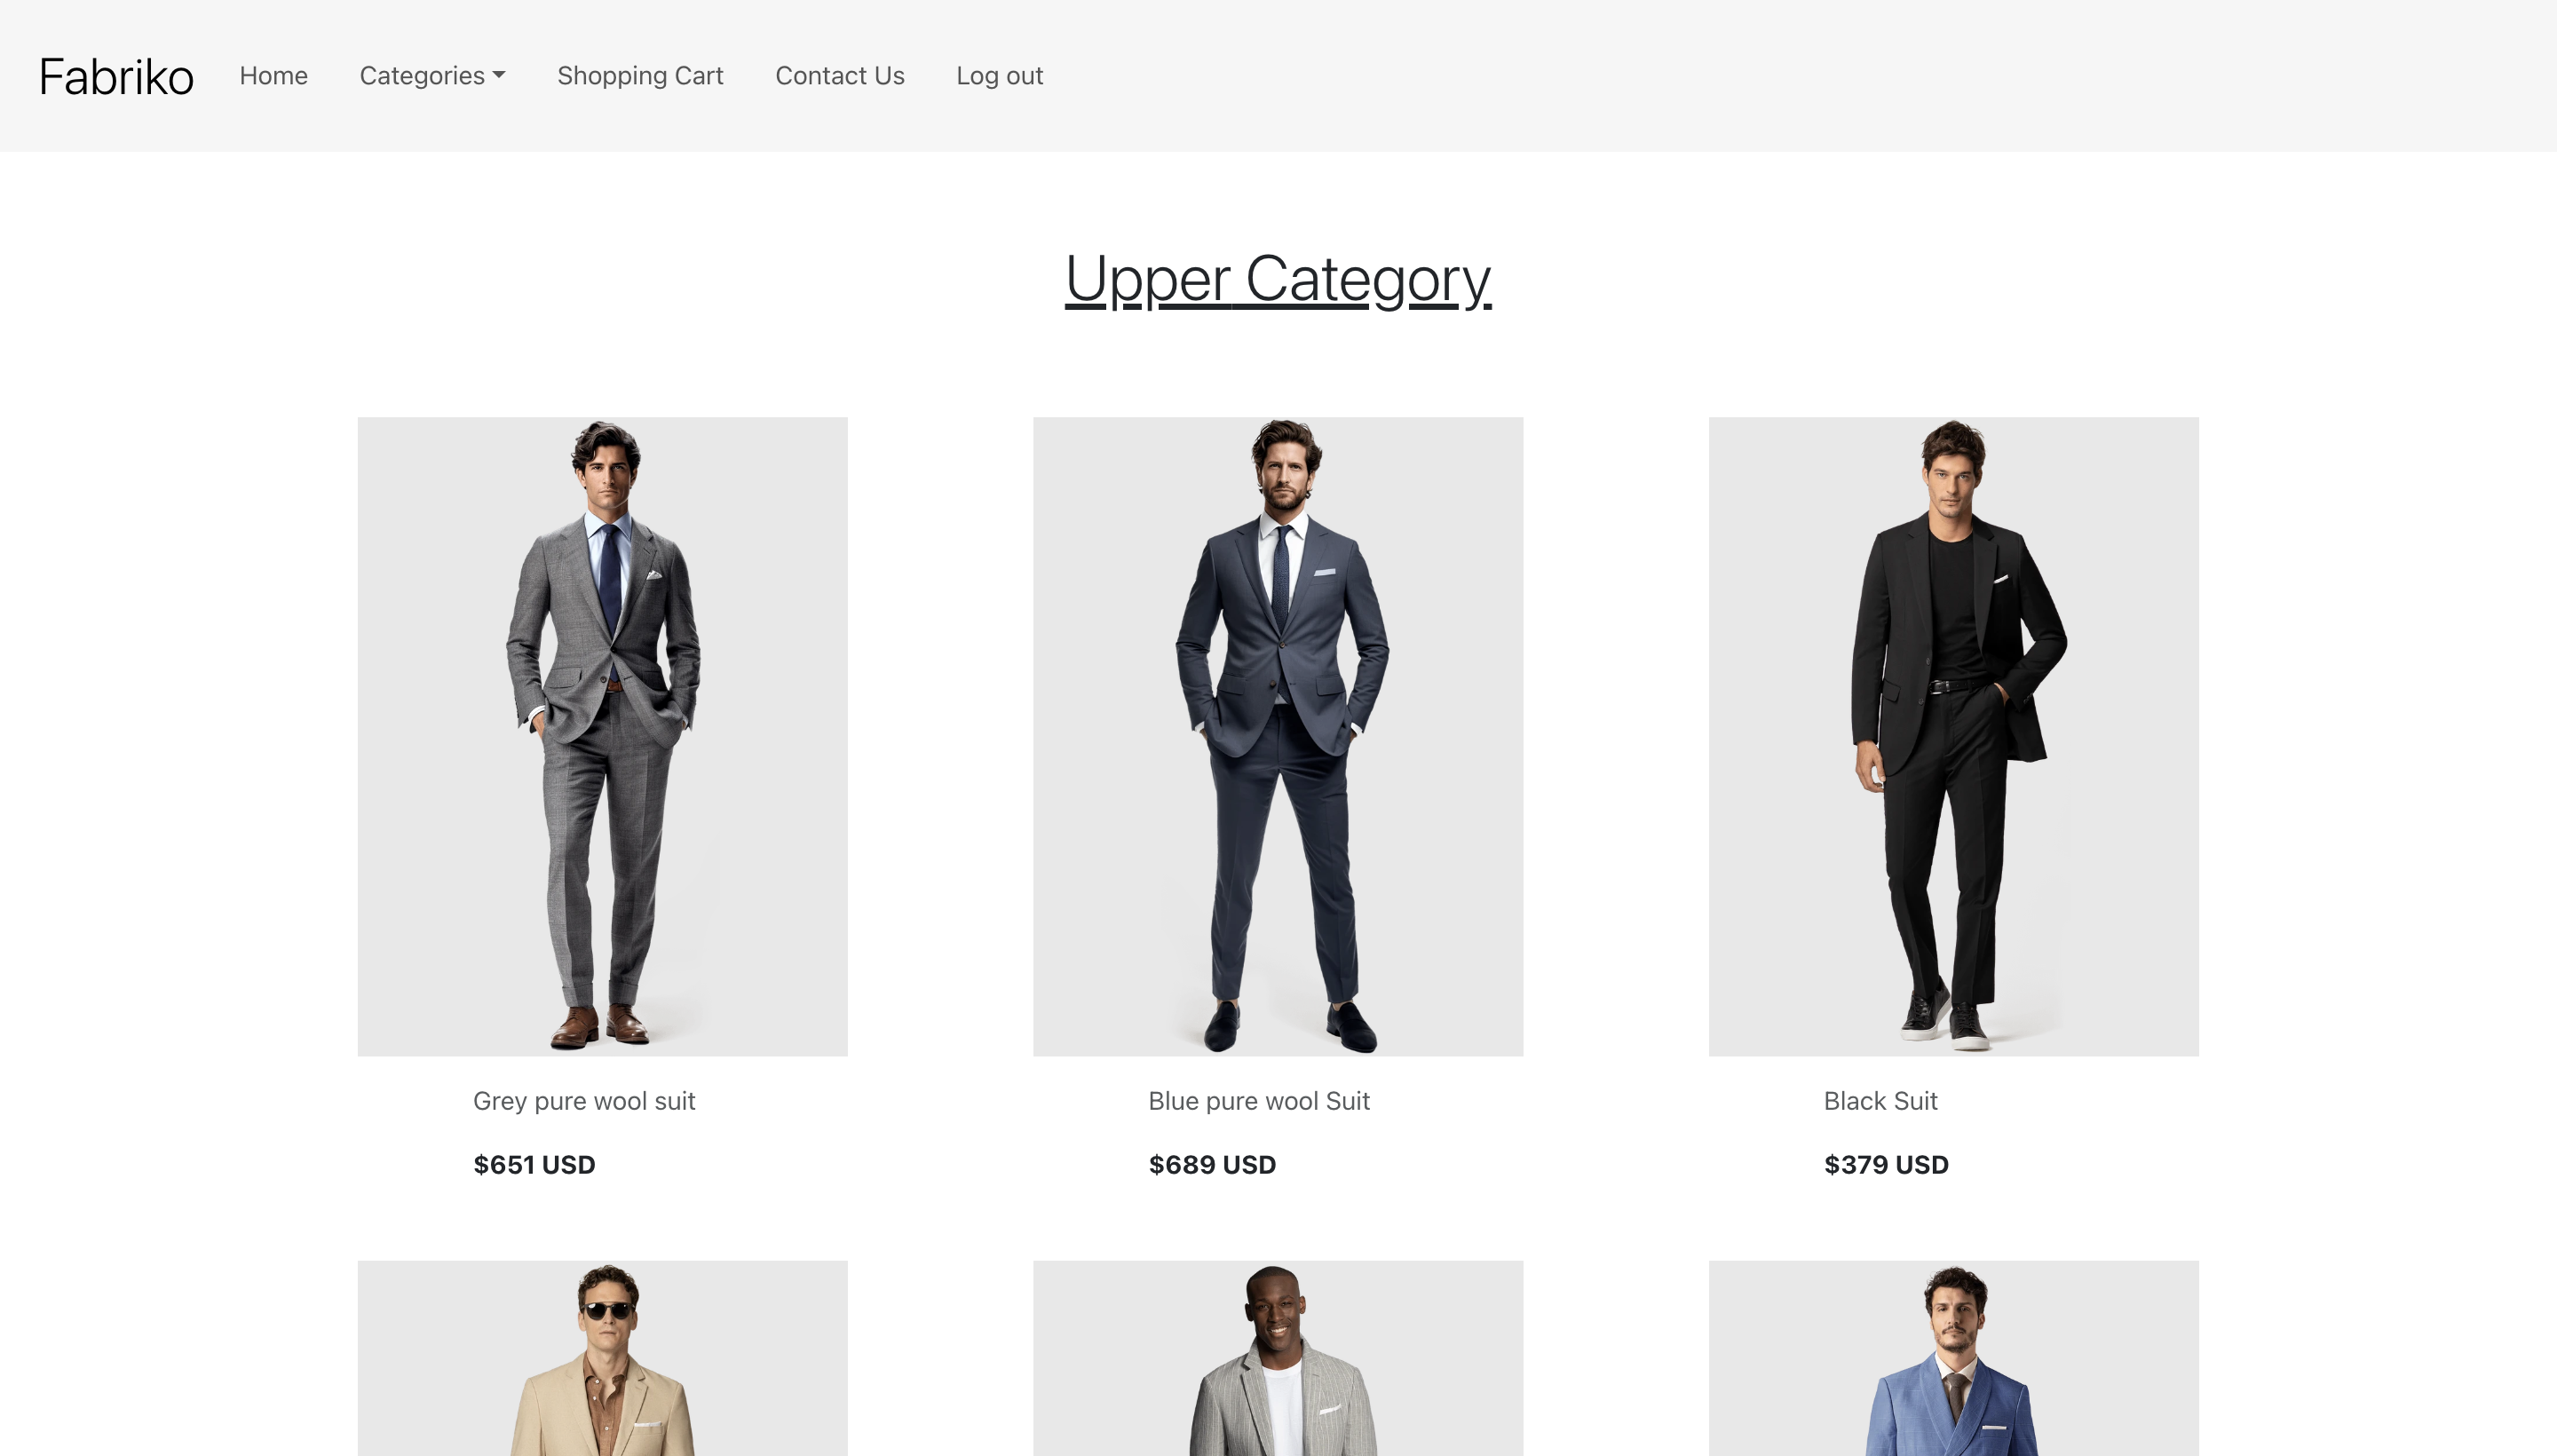 Fabriko Home Categories Shopping Cart Contact Us Log out
Upper Category
Grey pure wool suit
$651 USD
Blue pure wool Suit
$689 USD
Black Suit
$379 USD